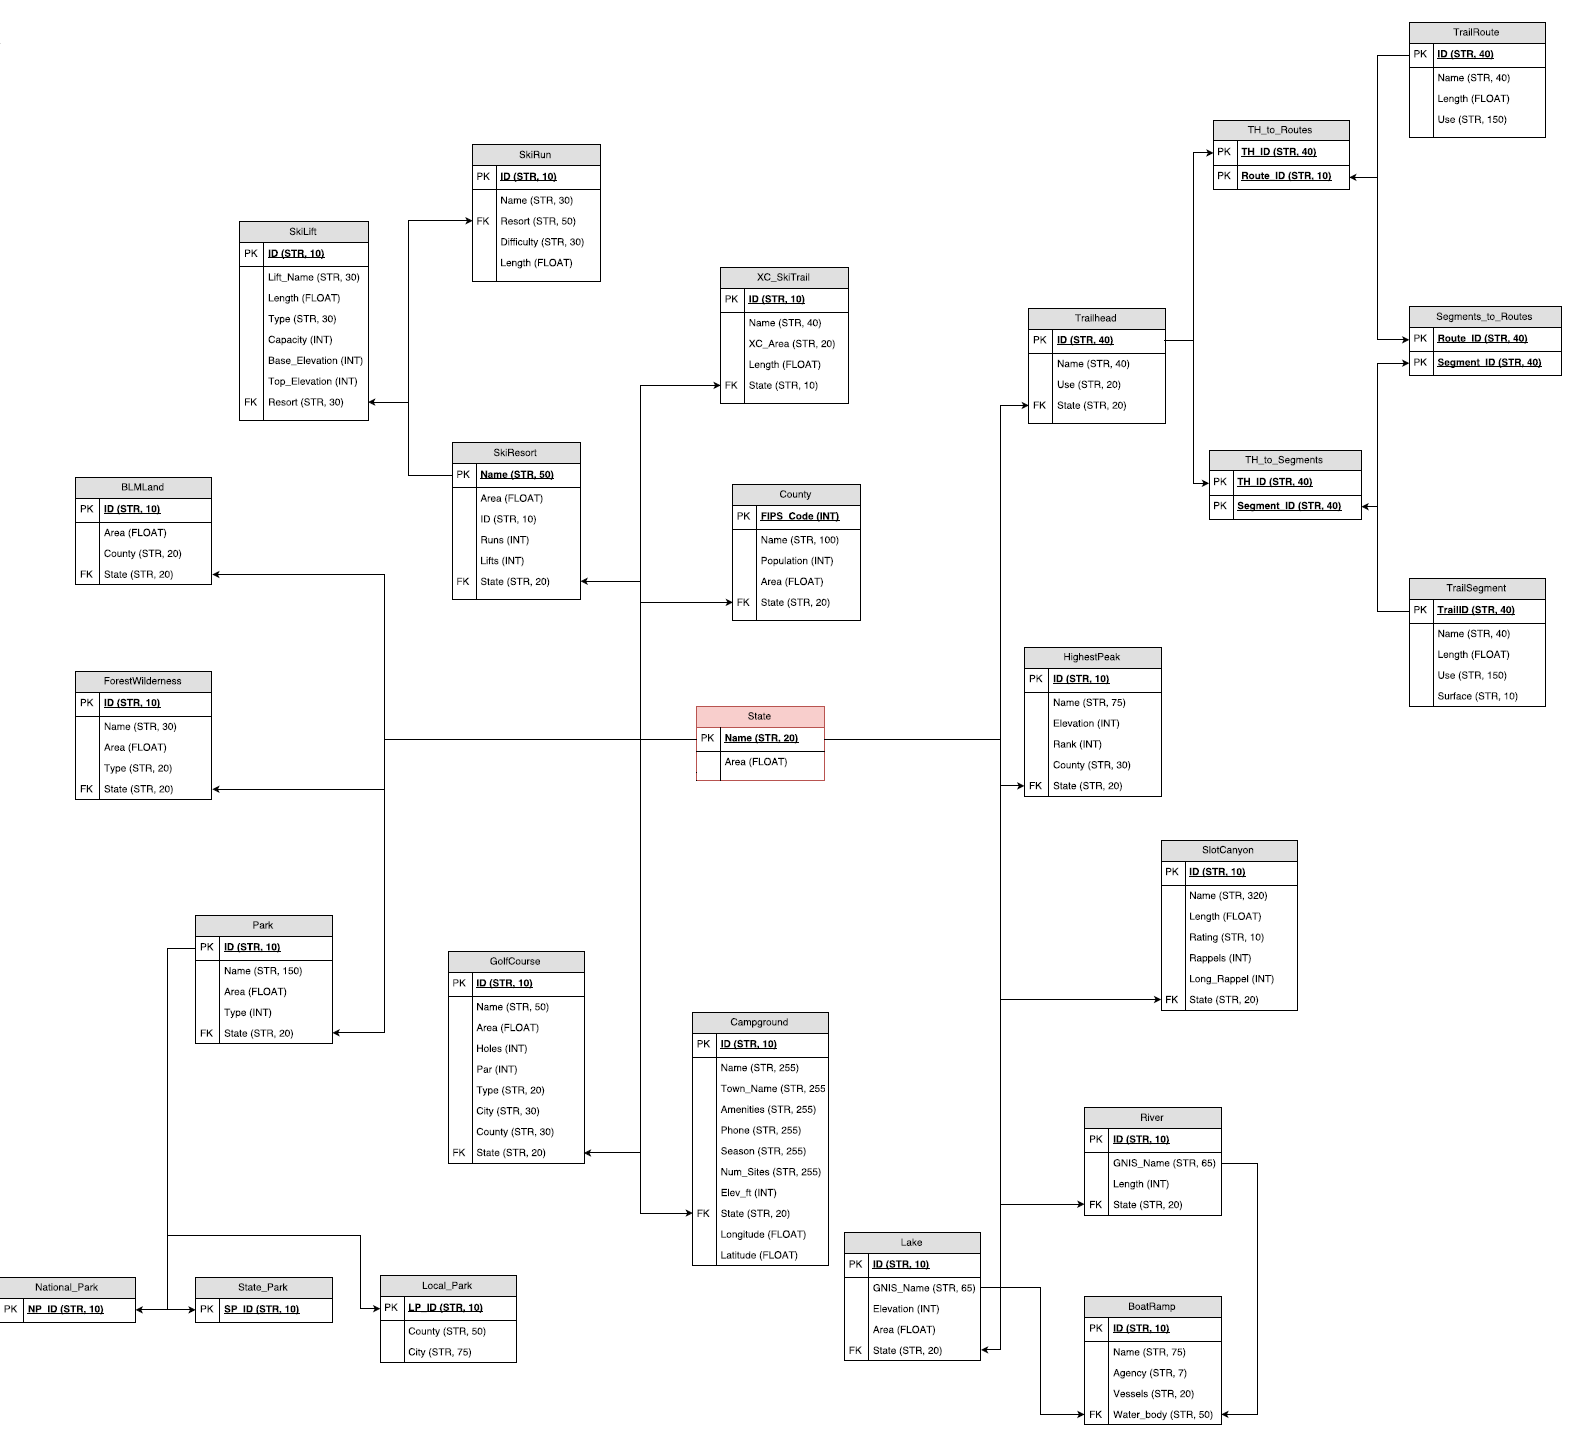 TrailRoute
PK ID (STR, 40)
Name (STR, 40)
Length (FLOAT)
Use (STR, 150)
TH_to_Routes
PK TH_ID (STR, 40)
PK Route_ID (STR, 10)
SkiRun
PK ID (STR, 10)
Name (STR, 30)
FK Resort (STR, 50)
Difficulty (STR, 30)
Length (FLOAT)
SkiLift
PK ID (STR, 10)
Lift_Name (STR, 30)
Length (FLOAT)
Type (STR, 30)
Capacity (INT)
Base_Elevation (INT)
Top_Elevation (INT)
FK Resort (STR, 30)
XC_SkiTrail
PK ID (STR, 10)
Name (STR, 40)
XC_Area (STR, 20)
Length (FLOAT)
FK State (STR, 10)
Trailhead
PK ID (STR, 40)
Name (STR, 40)
Use (STR, 20)
FK State (STR, 20)
Segments_to_Routes
PK Route_ID (STR, 40)
PK Segment_ID (STR, 40)
SkiResort
PK Name (STR, 50)
Area (FLOAT)
ID (STR, 10)
Runs (INT)
Lifts (INT)
FK State (STR, 20)
TH_to_Segments
PK TH_ID (STR, 40)
PK Segment_ID (STR, 40)
BLMLand
PK ID (STR, 10)
Area (FLOAT)
County (STR, 20)
FK State (STR, 20)
County
PK FIPS_Code (INT)
Name (STR, 100)
Population (INT)
Area (FLOAT)
FK State (STR, 20)
TrailSegment
PK TrailID (STR, 40)
Name (STR, 40)
Length (FLOAT)
Use (STR, 150)
Surface (STR, 10)
ForestWilderness
PK ID (STR, 10)
Name (STR, 30)
Area (FLOAT)
Type (STR, 20)
FK State (STR, 20)
State
PK Name (STR, 20)
Area (FLOAT)
HighestPeak
PK ID (STR, 10)
Name (STR, 75)
Elevation (INT)
Rank (INT)
County (STR, 30)
FK State (STR, 20)
SlotCanyon
PK ID (STR, 10)
Name (STR, 320)
Length (FLOAT)
Rating (STR, 10)
Rappels (INT)
Long_Rappel (INT)
FK State (STR, 20)
Park
PK ID (STR, 10)
Name (STR, 150)
Area (FLOAT)
Type (INT)
FK State (STR, 20)
GolfCourse
PK ID (STR, 10)
Name (STR, 50)
Area (FLOAT)
Holes (INT)
Par (INT)
Type (STR, 20)
City (STR, 30)
County (STR, 30)
FK State (STR, 20)
Campground
PK ID (STR, 10)
Name (STR, 255)
Town_Name (STR, 255
Amenities (STR, 255)
Phone (STR, 255)
Season (STR, 255)
Num_Sites (STR, 255)
Elev_ft (INT)
FK State (STR, 20)
Longitude (FLOAT)
Latitude (FLOAT)
River
PK ID (STR, 10)
GNIS_Name (STR, 65)
Length (INT)
FK State (STR, 20)
Lake
PK ID (STR, 10)
GNIS_Name (STR, 65)
Elevation (INT)
Area (FLOAT)
FK State (STR, 20)
National_Park
PK NP_ID (STR, 10)
State_Park
PK SP_ID (STR, 10)
Local_Park
PK LP_ID (STR, 10)
County (STR, 50)
City (STR, 75)
BoatRamp
PK ID (STR, 10)
Name (STR, 75)
Agency (STR, 7)
Vessels (STR, 20)
FK Water_body (STR, 50)